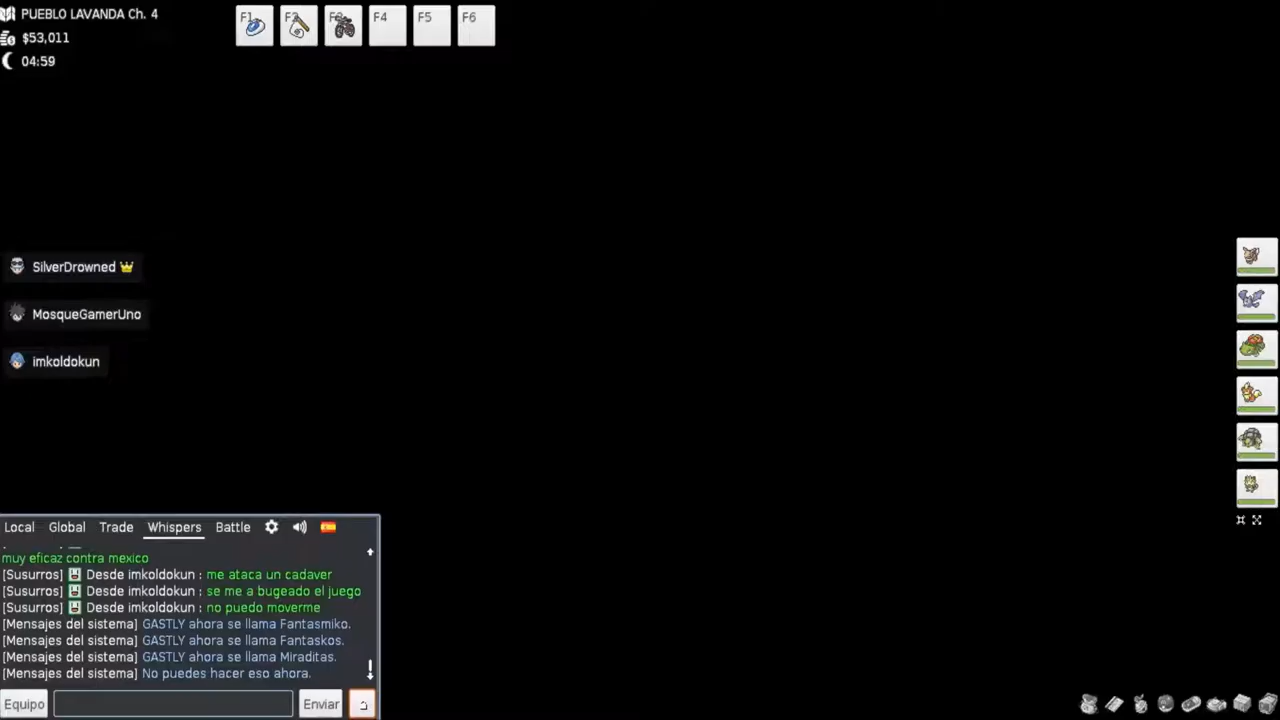 PUEBLO LAVANDA Ch. 4
$53,011
04:59
F1 F2 F3 F4 F5 F6
SilverDrowned
MosqueGamerUno
imkoldokun
Local Global Trade Whispers Battle
muy eficaz contra mexico
[Susurros] Desde imkoldokun : me ataca un cadaver
[Susurros] Desde imkoldokun : se me a bugeado el juego
[Susurros] Desde imkoldokun : no puedo moverme
[Mensajes del sistema] GASTLY ahora se llama Fantasmiko.
[Mensajes del sistema] GASTLY ahora se llama Fantaskos.
[Mensajes del sistema] GASTLY ahora se llama Miraditas.
[Mensajes del sistema] No puedes hacer eso ahora.
Equipo Enviar